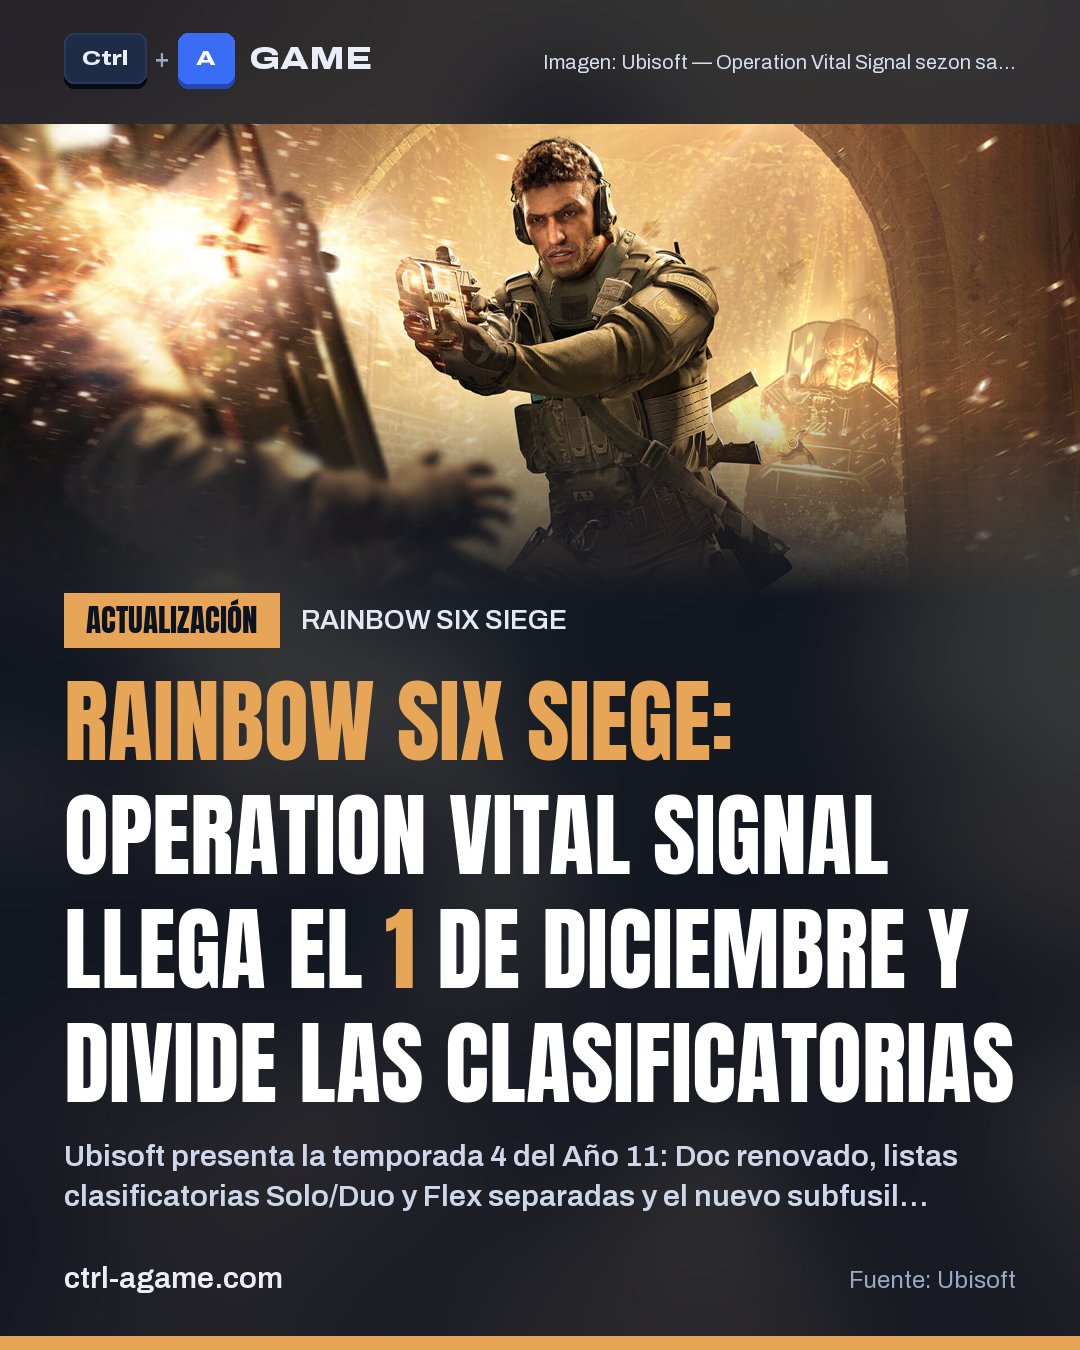 Ctrl + A GAME
Imagen: Ubisoft — Operation Vital Signal sezon sa...
ACTUALIZACIÓN RAINBOW SIX SIEGE
RAINBOW SIX SIEGE:
OPERATION VITAL SIGNAL
LLEGA EL 1 DE DICIEMBRE Y
DIVIDE LAS CLASIFICATORIAS
Ubisoft presenta la temporada 4 del Año 11: Doc renovado, listas
clasificatorias Solo/Duo y Flex separadas y el nuevo subfusil...
ctrl-agame.com
Fuente: Ubisoft